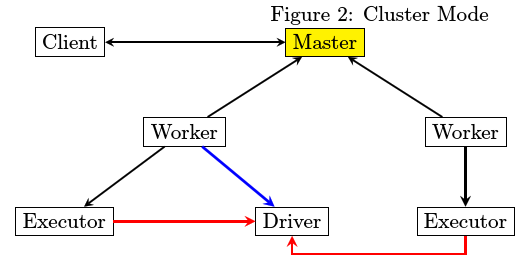 Figure 2: Cluster Mode
Client
Master
Worker
Worker
Executor
Driver
Executor